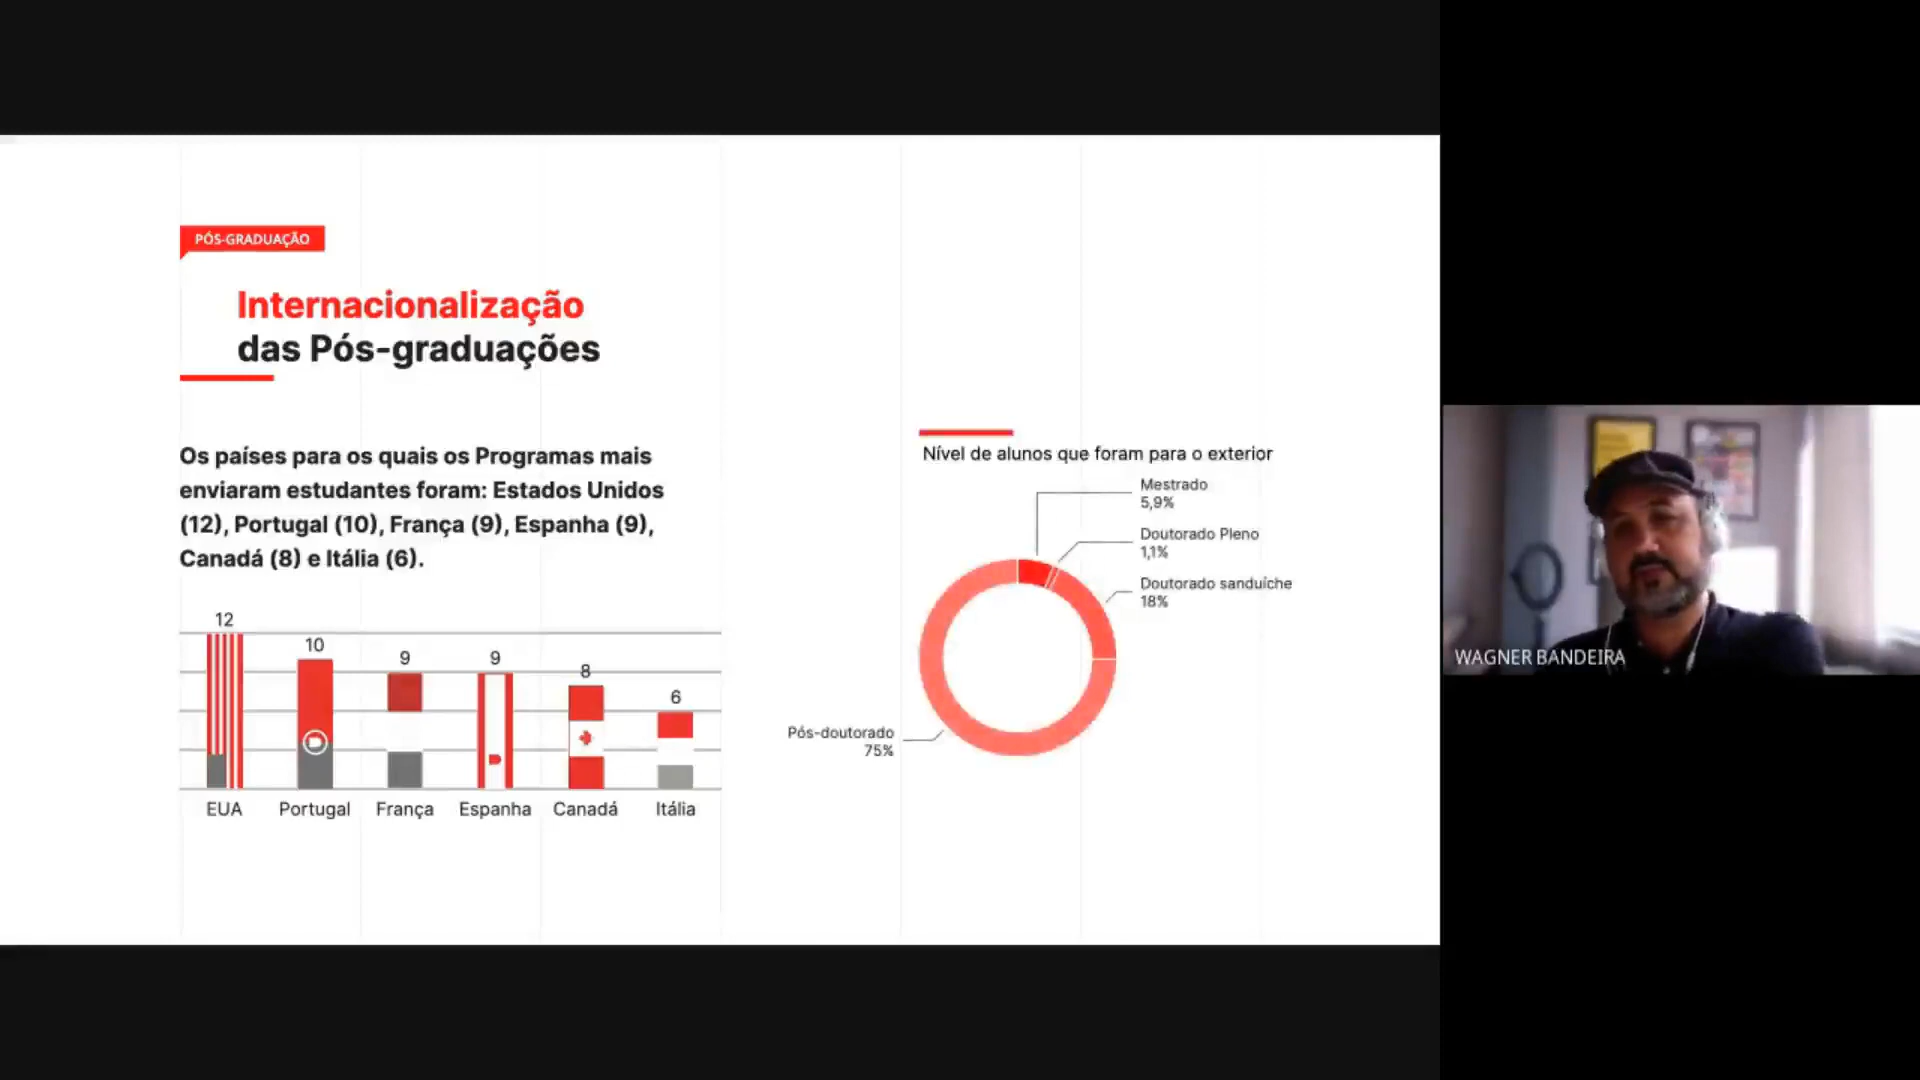 PÓS-GRADUAÇÃO
Internacionalização
das Pós-graduações
Os países para os quais os Programas mais
enviaram estudantes foram: Estados Unidos
(12), Portugal (10), França (9), Espanha (9),
Canadá (8) e Itália (6).
12
10
9
9
8
6
EUA
Portugal
França
Espanha
Canadá
Itália
Nível de alunos que foram para o exterior
Mestrado
5,9%
Doutorado Pleno
1,1%
Doutorado sanduíche
18%
Pós-doutorado
75%
WAGNER BANDEIRA